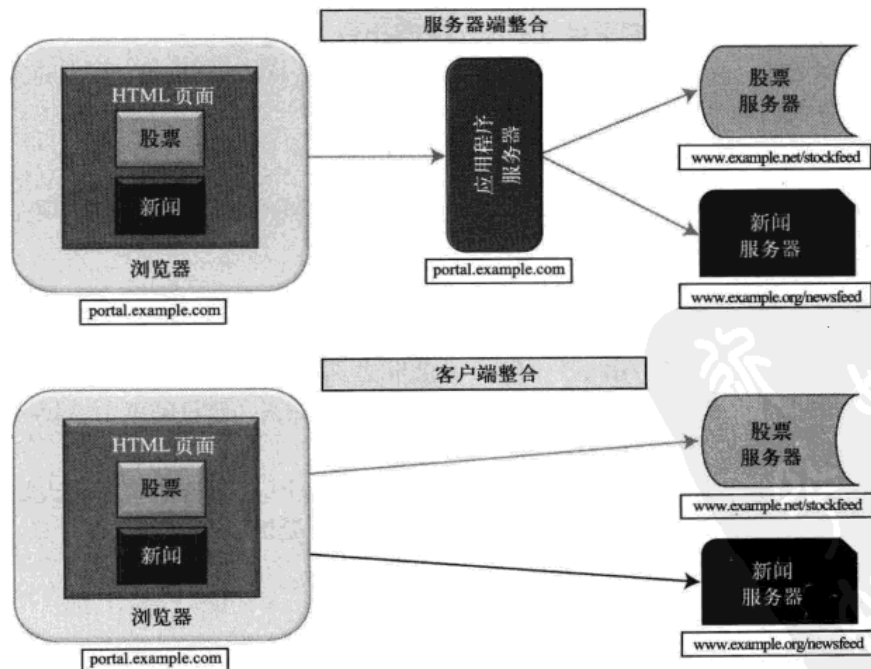 服务器端整合
HTML 页面
股票
新闻
浏览器
portal.example.com
应用程序
服务器
portal.example.com
股票
服务器
www.example.net/stockfeed
新闻
服务器
www.example.org/newsfeed
客户端整合
HTML 页面
股票
新闻
浏览器
portal.example.com
股票
服务器
www.example.net/stockfeed
新闻
服务器
www.example.org/newsfeed